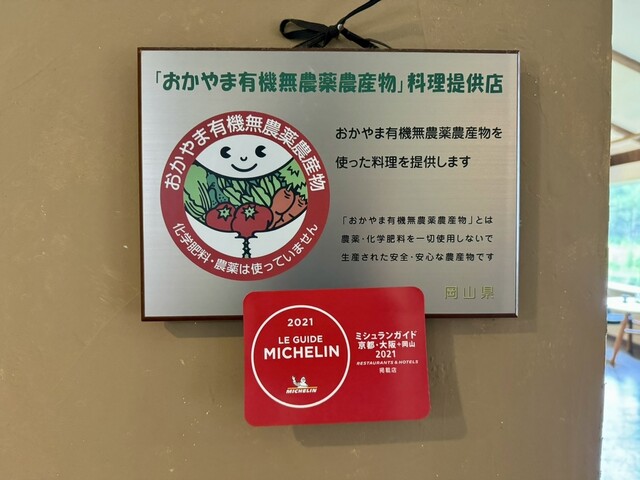 「おかやま有機無農薬農産物」料理提供店
おかやま有機無農薬農産物
化学肥料・農薬は使っていません
おかやま有機無農薬農産物を
使った料理を提供します
「おかやま有機無農薬農産物」とは
農薬・化学肥料を一切使用しないで
生産された安全・安心な農産物です
岡山県
2021
LE GUIDE
MICHELIN
MICHELIN
ミシュランガイド
京都・大阪+岡山
2021
RESTAURANTS & HOTELS
掲載店